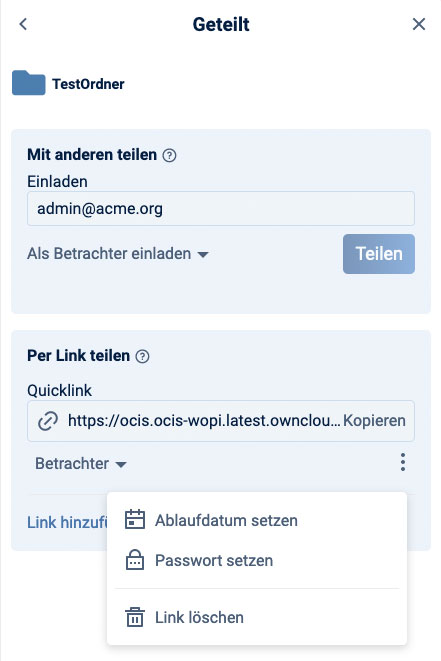 Geteilt
TestOrdner
Mit anderen teilen
Einladen
admin@acme.org
Als Betrachter einladen
Teilen
Per Link teilen
Quicklink
https://ocis.ocis-wopi.latest.ownclou... Kopieren
Betrachter
Link hinzufü
Ablaufdatum setzen
Passwort setzen
Link löschen